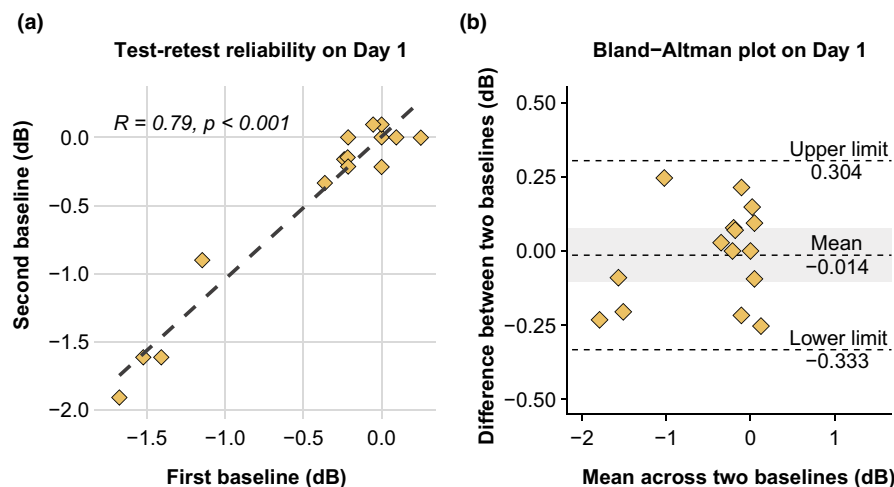 (a)
Test-retest reliability on Day 1
R = 0.79, p < 0.001
0.0
−0.5
−1.0
−1.5
−2.0
Second baseline (dB)
−1.5
−1.0
−0.5
0.0
First baseline (dB)
(b)
Bland−Altman plot on Day 1
0.50
0.25
0.00
−0.25
−0.50
Difference between two baselines (dB)
Upper limit
0.304
Mean
−0.014
Lower limit
−0.333
−2
−1
0
1
Mean across two baselines (dB)